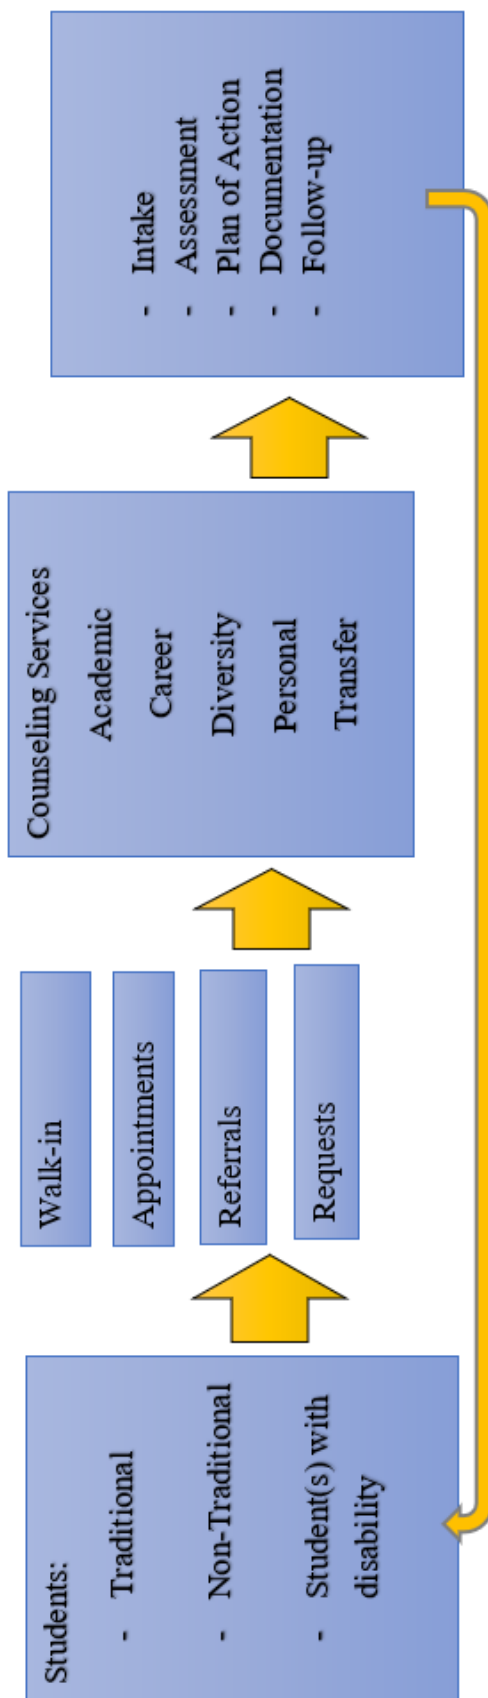 Students:
- Traditional
- Non-Traditional
- Student(s) with
disability
Walk-in
Appointments
Referrals
Requests
Counseling Services
Academic
Career
Diversity
Personal
Transfer
- Intake
- Assessment
- Plan of Action
- Documentation
- Follow-up